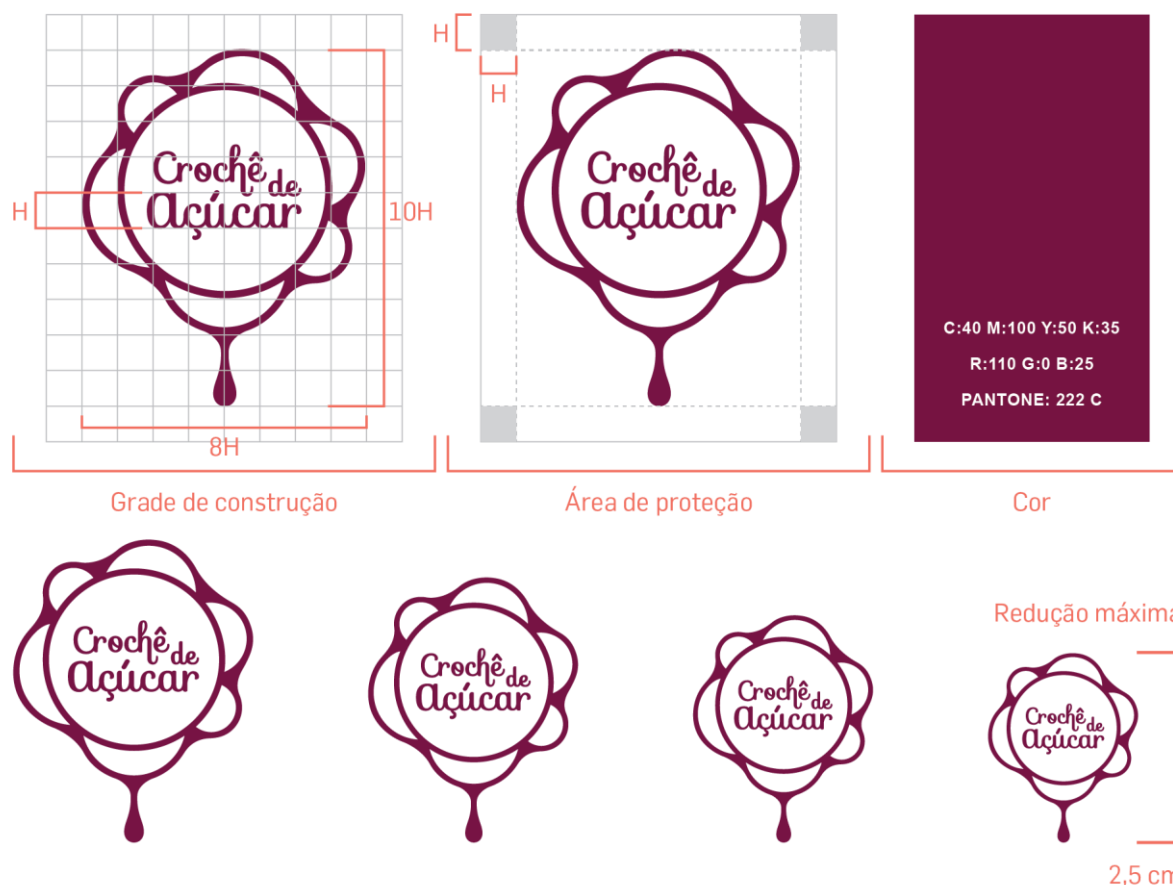 H
H
Crochê de
Açúcar
H
10H
8H
Crochê de
Açúcar
C:40 M:100 Y:50 K:35
R:110 G:0 B:25
PANTONE: 222 C
Grade de construção
Área de proteção
Cor
Redução máxima
Crochê de
Açúcar
Crochê de
Açúcar
Crochê de
Açúcar
Crochê de
Açúcar
2,5 cm